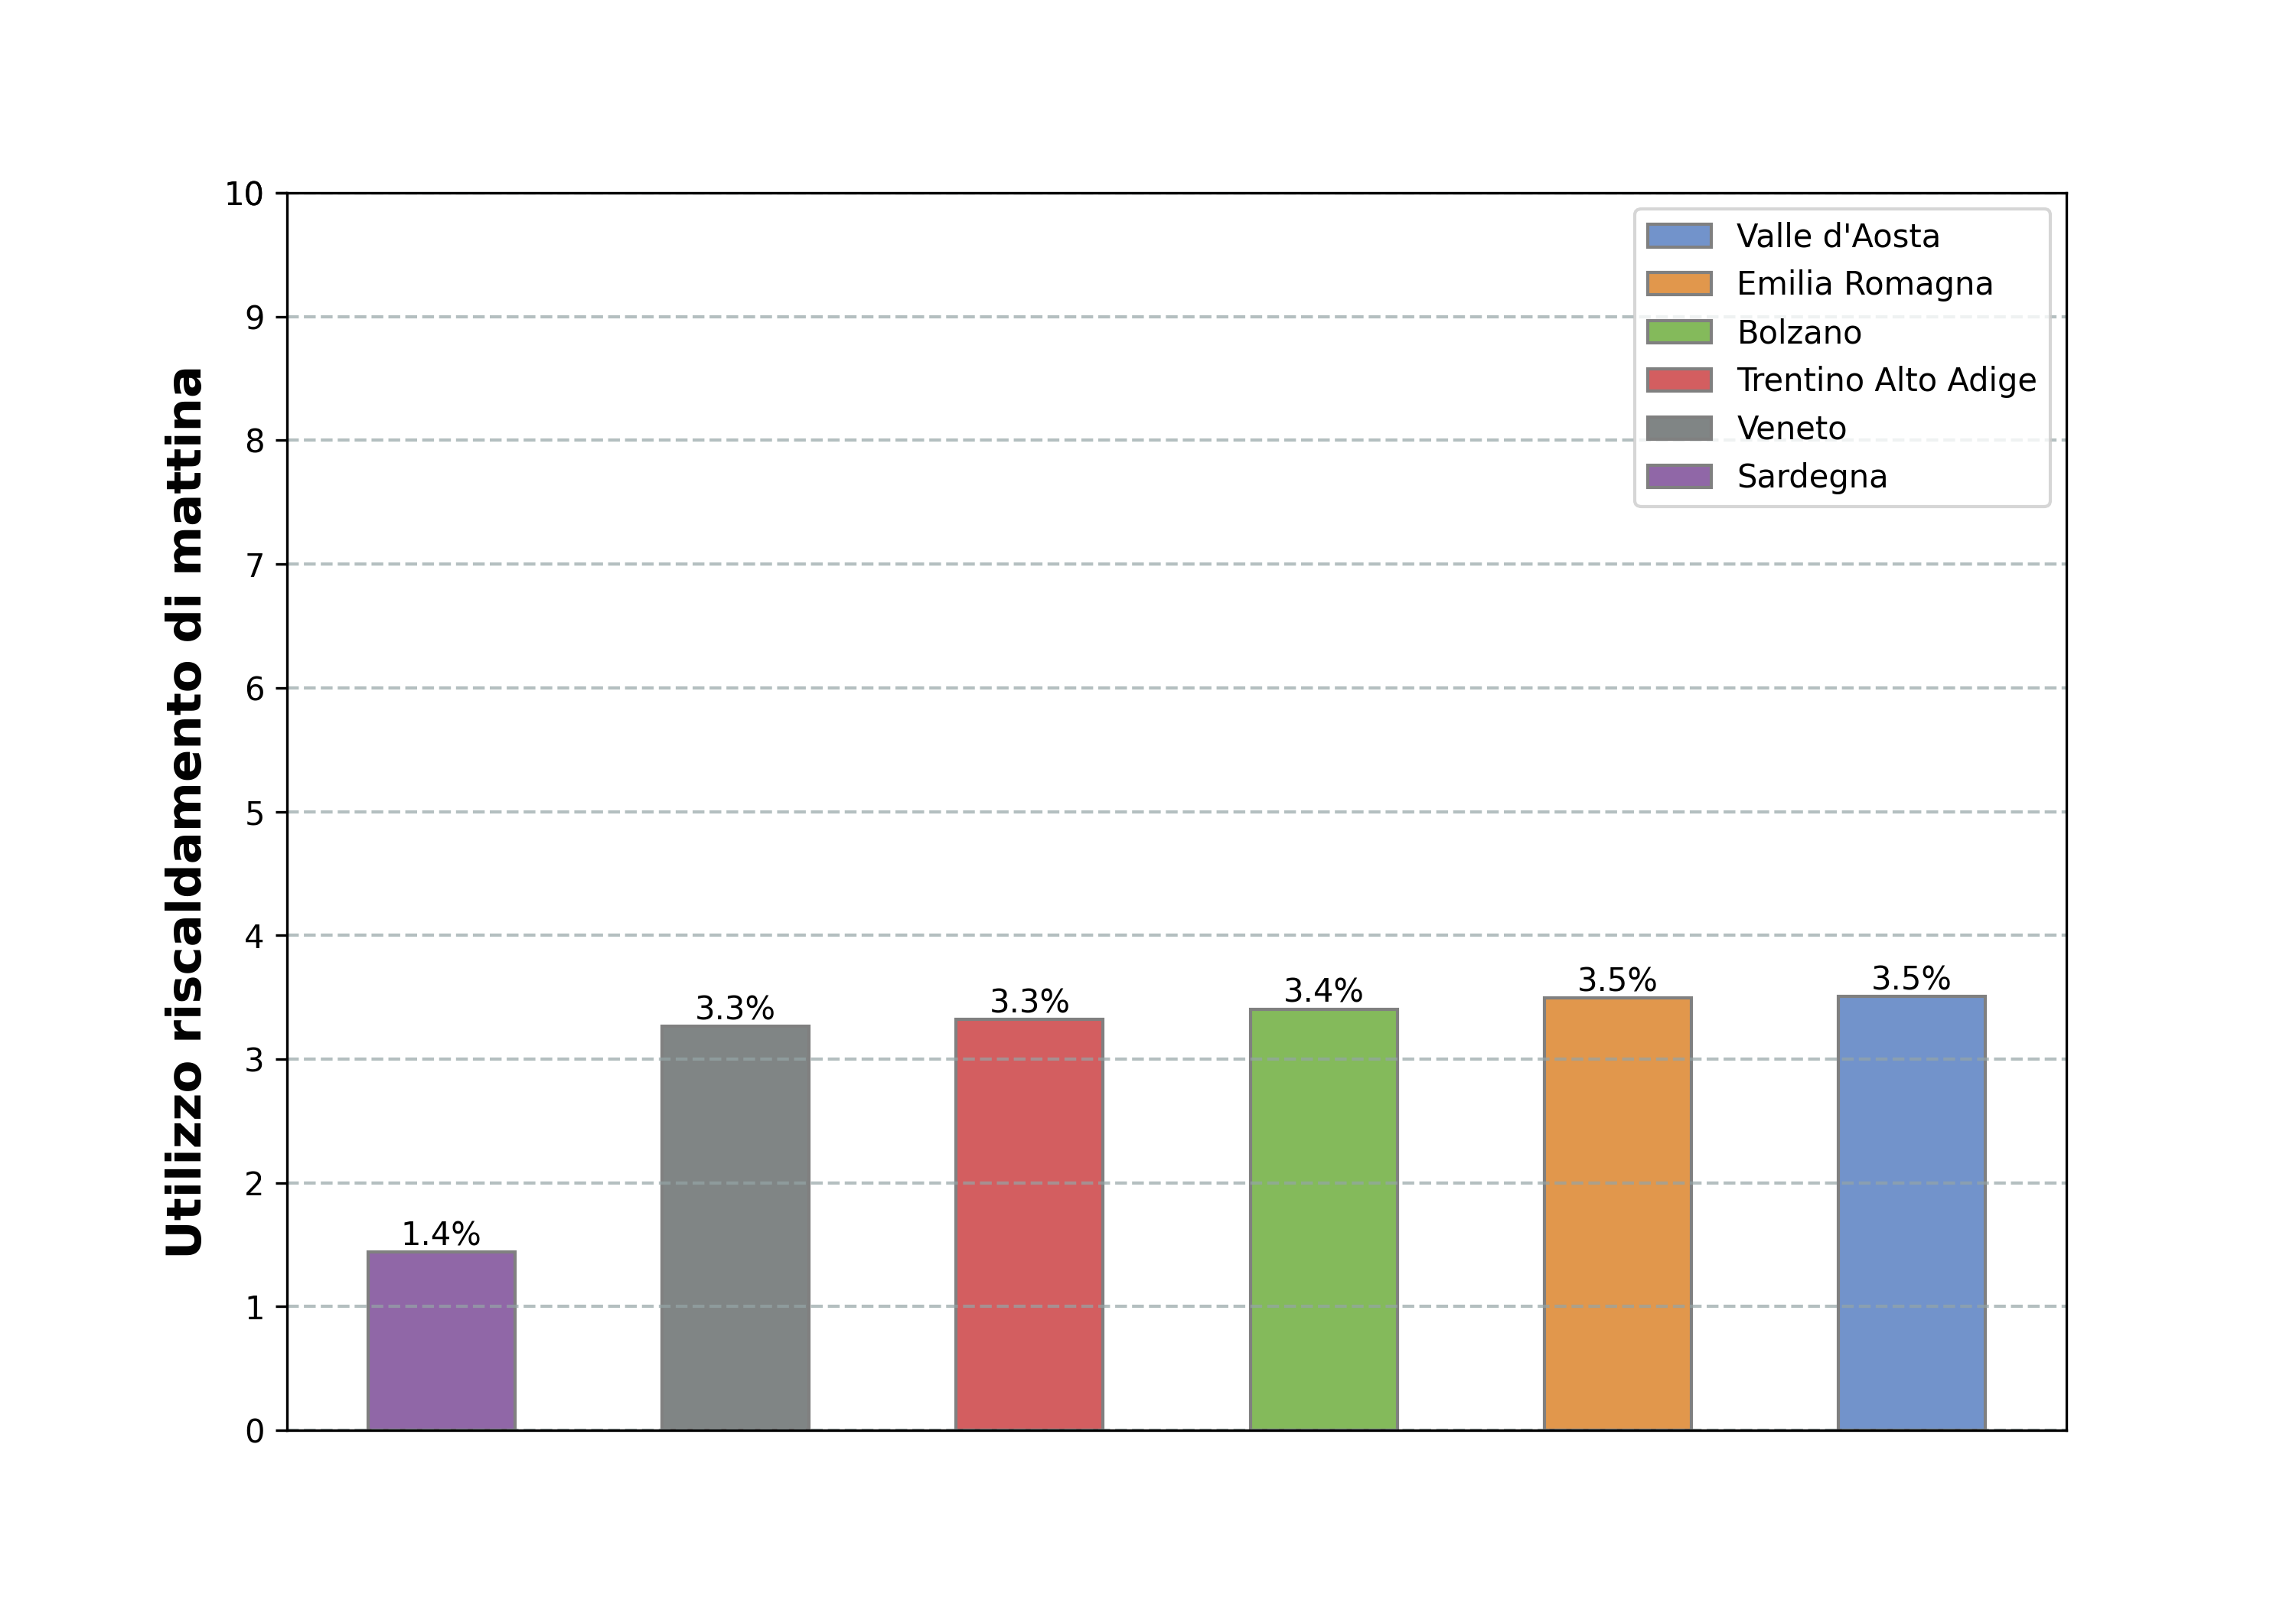 Utilizzo riscaldamento di mattina
10
9
8
7
6
5
4
3
2
1
0
Valle d'Aosta
Emilia Romagna
Bolzano
Trentino Alto Adige
Veneto
Sardegna
1.4%
3.3%
3.3%
3.4%
3.5%
3.5%